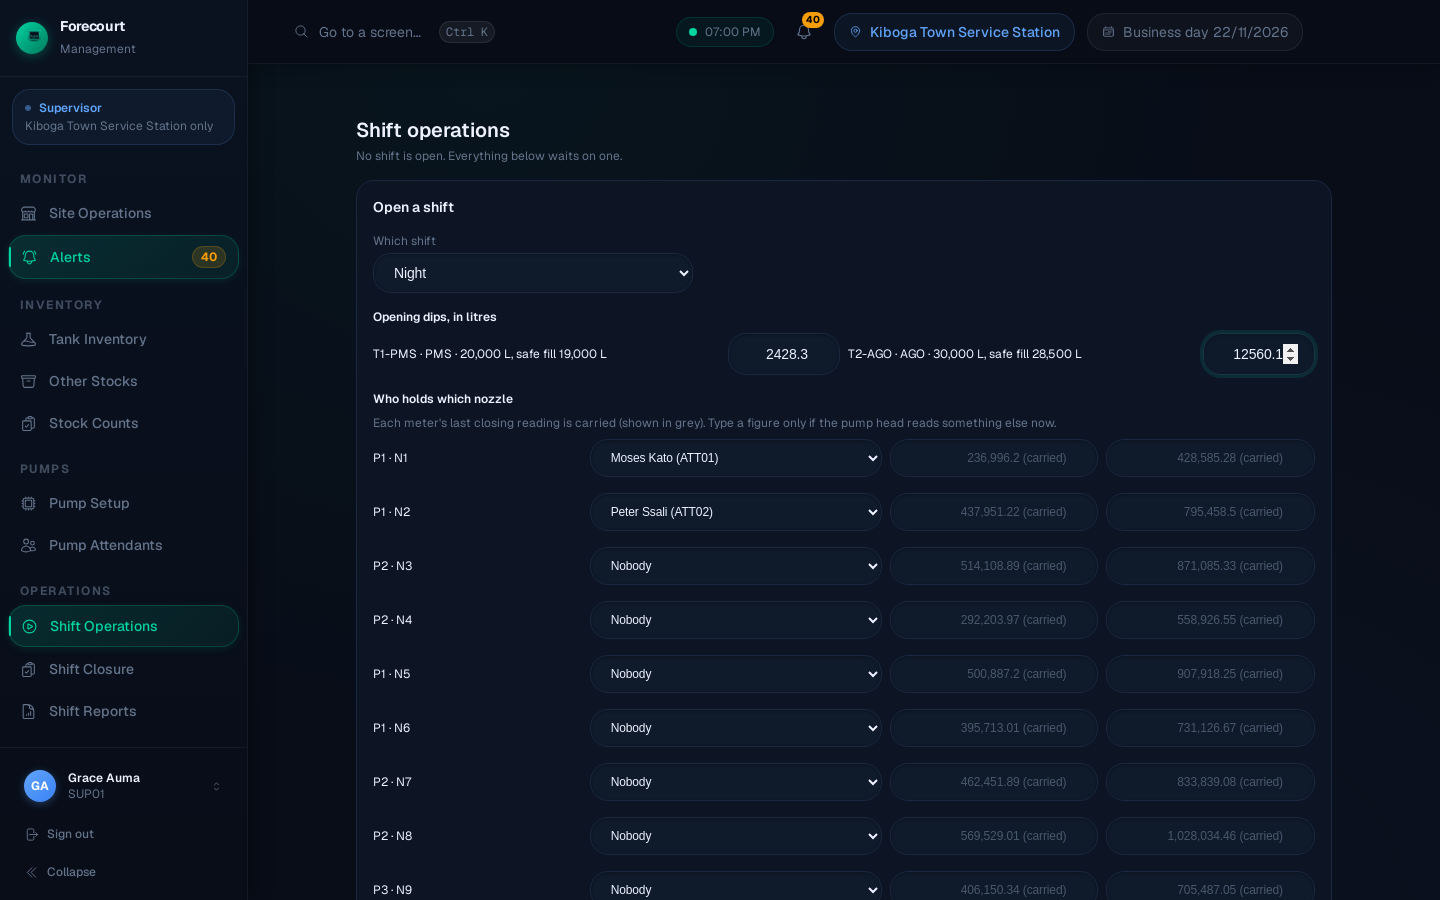 Forecourt
Management
Supervisor
Kiboga Town Service Station only
MONITOR
Site Operations
Alerts 40
INVENTORY
Tank Inventory
Other Stocks
Stock Counts
PUMPS
Pump Setup
Pump Attendants
OPERATIONS
Shift Operations
Shift Closure
Shift Reports
GA
Grace Auma
SUP01
Sign out
Collapse
Go to a screen... Ctrl K
07:00 PM
40
Kiboga Town Service Station
Business day 22/11/2026
Shift operations
No shift is open. Everything below waits on one.
Open a shift
Which shift
Night
Opening dips, in litres
T1-PMS · PMS · 20,000 L, safe fill 19,000 L 2428.3 T2-AGO · AGO · 30,000 L, safe fill 28,500 L 12560.1
Who holds which nozzle
Each meter's last closing reading is carried (shown in grey). Type a figure only if the pump head reads something else now.
P1 · N1 Moses Kato (ATT01) 236,996.2 (carried) 428,585.28 (carried)
P1 · N2 Peter Ssali (ATT02) 437,951.22 (carried) 795,458.5 (carried)
P2 · N3 Nobody 514,108.89 (carried) 871,085.33 (carried)
P2 · N4 Nobody 292,203.97 (carried) 558,926.55 (carried)
P1 · N5 Nobody 500,887.2 (carried) 907,918.25 (carried)
P1 · N6 Nobody 395,713.01 (carried) 731,126.67 (carried)
P2 · N7 Nobody 462,451.89 (carried) 833,839.08 (carried)
P2 · N8 Nobody 569,529.01 (carried) 1,028,034.46 (carried)
P3 · N9 Nobody 406,150.34 (carried) 705,487.05 (carried)